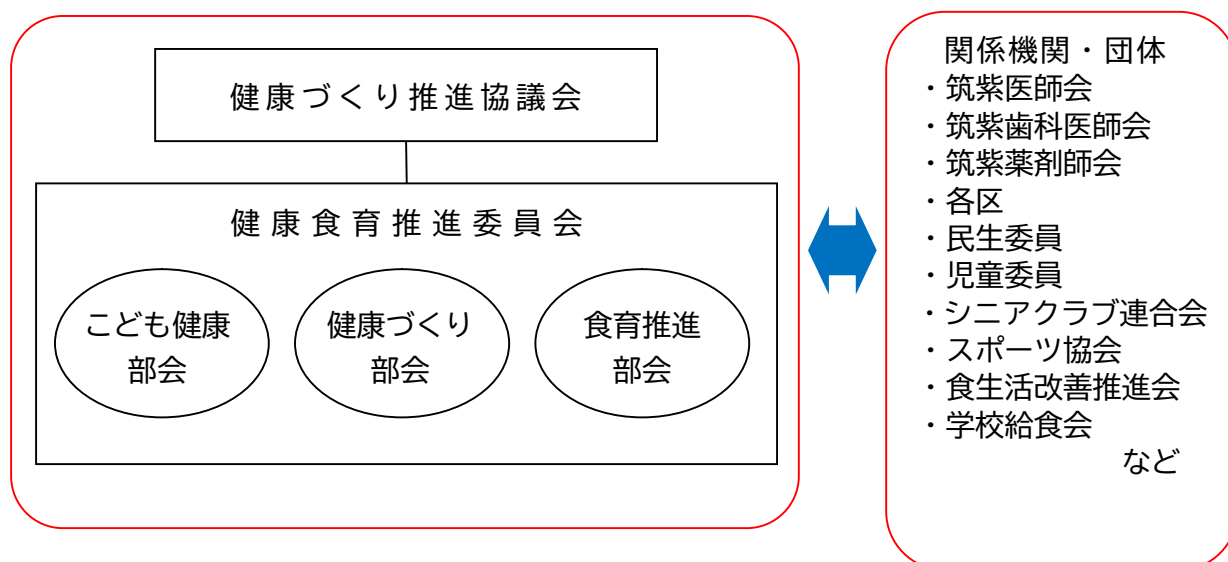 健康づくり推進協議会
健康食育推進委員会
こども健康
部会
健康づくり
部会
食育推進
部会
関係機関・団体
・筑紫医師会
・筑紫歯科医師会
・筑紫薬剤師会
・各区
・民生委員
・児童委員
・シニアクラブ連合会
・スポーツ協会
・食生活改善推進会
・学校給食会
など